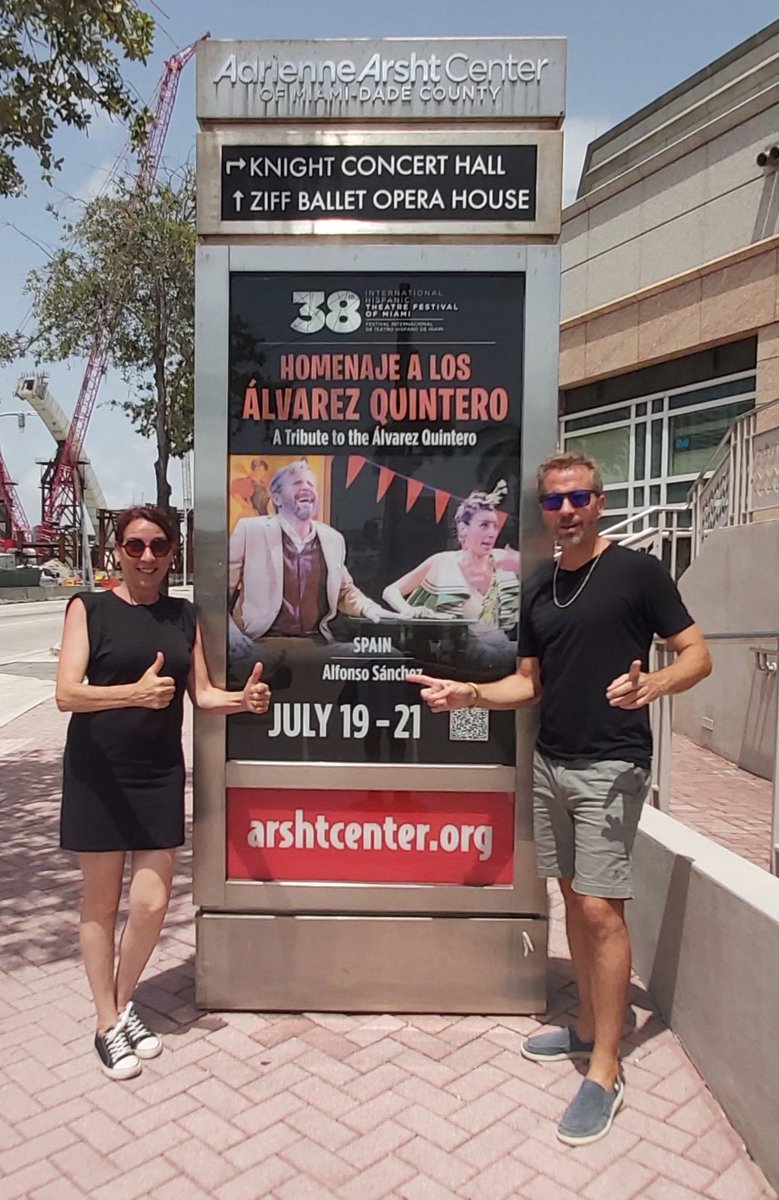 Adrienne Arsht Center
OF MIAMI-DADE COUNTY
KNIGHT CONCERT HALL
ZIFF BALLET OPERA HOUSE
38
INTERNATIONAL
HISPANIC
THEATRE FESTIVAL
OF MIAMI
FESTIVAL INTERNACIONAL
DE TEATRO HISPANO DE MIAMI
HOMENAJE A LOS
ÁLVAREZ QUINTERO
A Tribute to the Álvarez Quintero
SPAIN
Alfonso Sánchez
JULY 19 - 21
arshtcenter.org